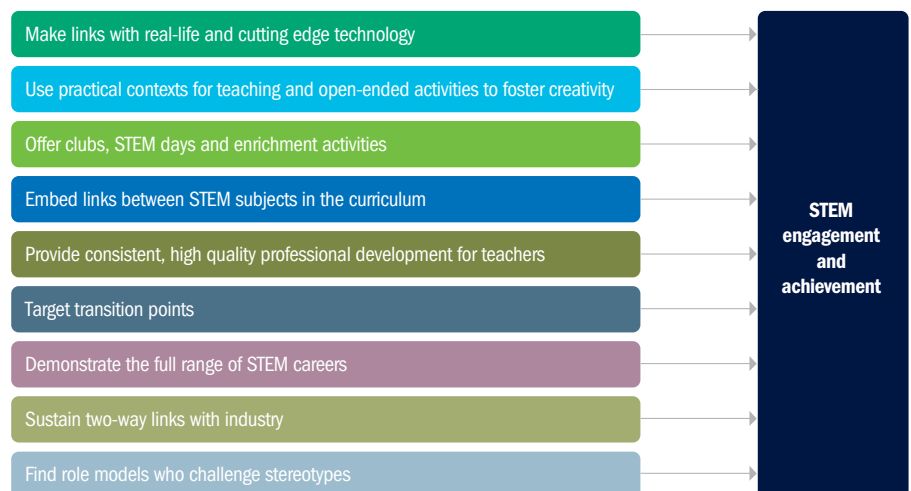 Make links with real-life and cutting edge technology
Use practical contexts for teaching and open-ended activities to foster creativity
Offer clubs, STEM days and enrichment activities
Embed links between STEM subjects in the curriculum
Provide consistent, high quality professional development for teachers
Target transition points
Demonstrate the full range of STEM careers
Sustain two-way links with industry
Find role models who challenge stereotypes
STEM
engagement
and
achievement